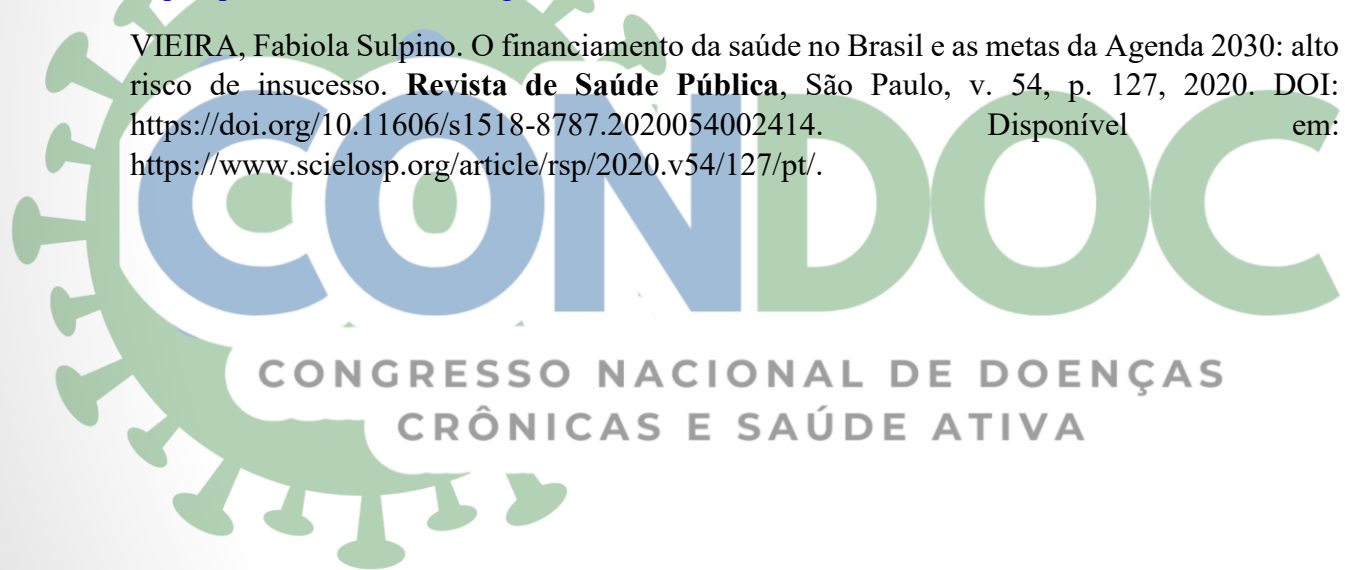 VIEIRA, Fabiola Sulpino. O financiamento da saúde no Brasil e as metas da Agenda 2030: alto
risco de insucesso. Revista de Saúde Pública, São Paulo, v. 54, p. 127, 2020. DOI:
https://doi.org/10.11606/s1518-8787.2020054002414. Disponível em:
https://www.scielosp.org/article/rsp/2020.v54/127/pt/.
CONDOC
CONGRESSO NACIONAL DE DOENÇAS
CRÔNICAS E SAÚDE ATIVA